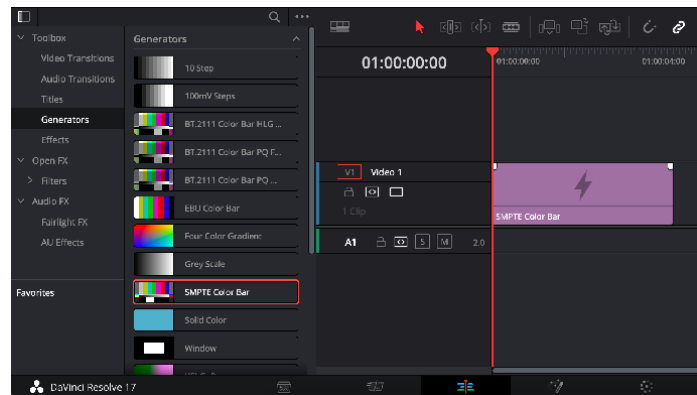 Toolbox
Video Transitions
Audio Transitions
Titles
Generators
Effects
Open FX
Filters
Audio FX
Fairlight FX
AU Effects
Favorites
Generators
10 Step
100mV Steps
BT.2111 Color Bar HLG ...
BT.2111 Color Bar PQ F...
BT.2111 Color Bar PQ ...
EBU Color Bar
Four Color Gradient
Grey Scale
SMPTE Color Bar
Solid Color
Window
01:00:00:00
01:00:00:00
01:00:04:00
V1 Video 1
1 Clip
SMPTE Color Bar
A1 S M 2.0
DaVinci Resolve 17